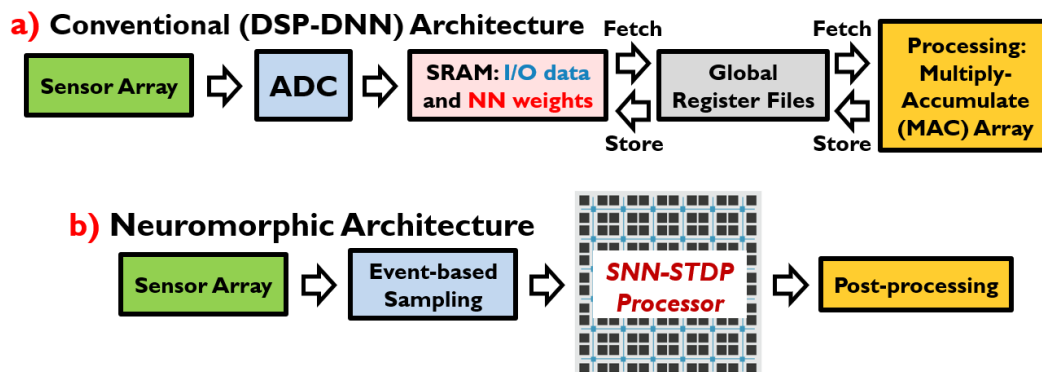 a) Conventional (DSP-DNN) Architecture
Sensor Array
ADC
SRAM: I/O data
and NN weights
Fetch
Store
Global
Register Files
Fetch
Store
Processing:
Multiply-
Accumulate
(MAC) Array
b) Neuromorphic Architecture
Sensor Array
Event-based
Sampling
SNN-STDP
Processor
Post-processing